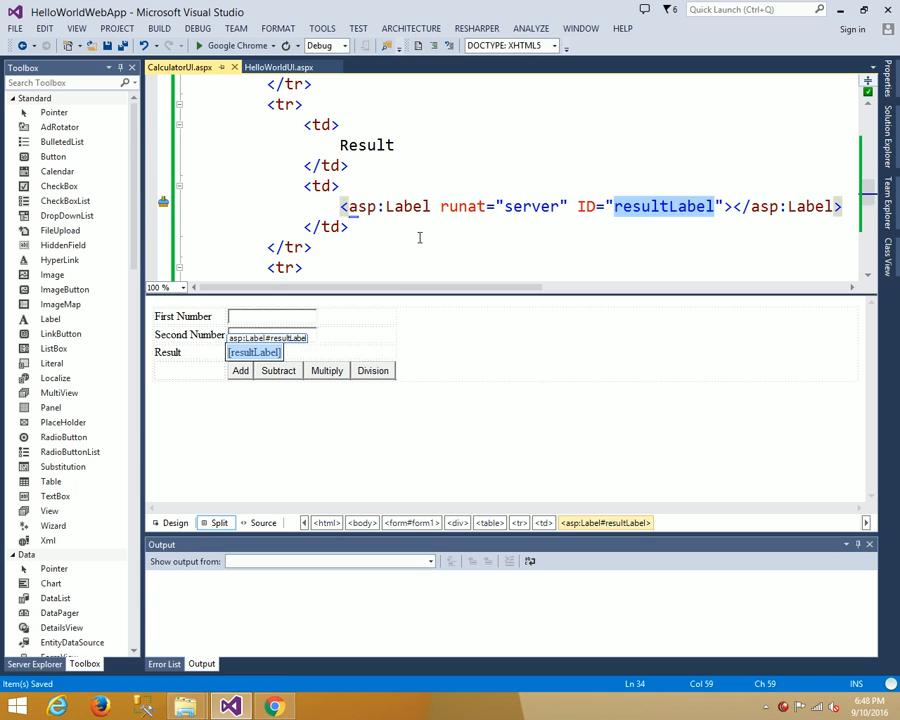 HelloWorldWebApp - Microsoft Visual Studio
6
Quick Launch (Ctrl+Q)
FILE EDIT VIEW PROJECT BUILD DEBUG TEAM FORMAT TOOLS TEST ARCHITECTURE RESHARPER ANALYZE WINDOW HELP
Sign in
Google Chrome
Debug
DOCTYPE: XHTML5
Toolbox
Search Toolbox
Standard
Pointer
AdRotator
BulletedList
Button
Calendar
CheckBox
CheckBoxList
DropDownList
FileUpload
HiddenField
HyperLink
Image
ImageButton
ImageMap
Label
LinkButton
ListBox
Literal
Localize
MultiView
Panel
PlaceHolder
RadioButton
RadioButtonList
Substitution
Table
TextBox
View
Wizard
Xml
Data
Pointer
Chart
DataList
DataPager
DetailsView
EntityDataSource
Server Explorer Toolbox
CalculatorUI.aspx
HelloWorldUI.aspx
</tr>
<tr>
<td>
Result
</td>
<td>
<asp:Label runat="server" ID="resultLabel"></asp:Label>
</td>
</tr>
<tr>
100 %
First Number
Second Number
asp:Label#resultLabel
Result [resultLabel]
Add Subtract Multiply Division
Design Split Source
<html> <body> <form#form1> <div> <table> <tr> <td> <asp:Label#resultLabel>
Output
Show output from:
Error List Output
Properties
Solution Explorer
Team Explorer
Class View
Item(s) Saved
Ln 34 Col 59 Ch 59 INS
6:48 PM
9/10/2016